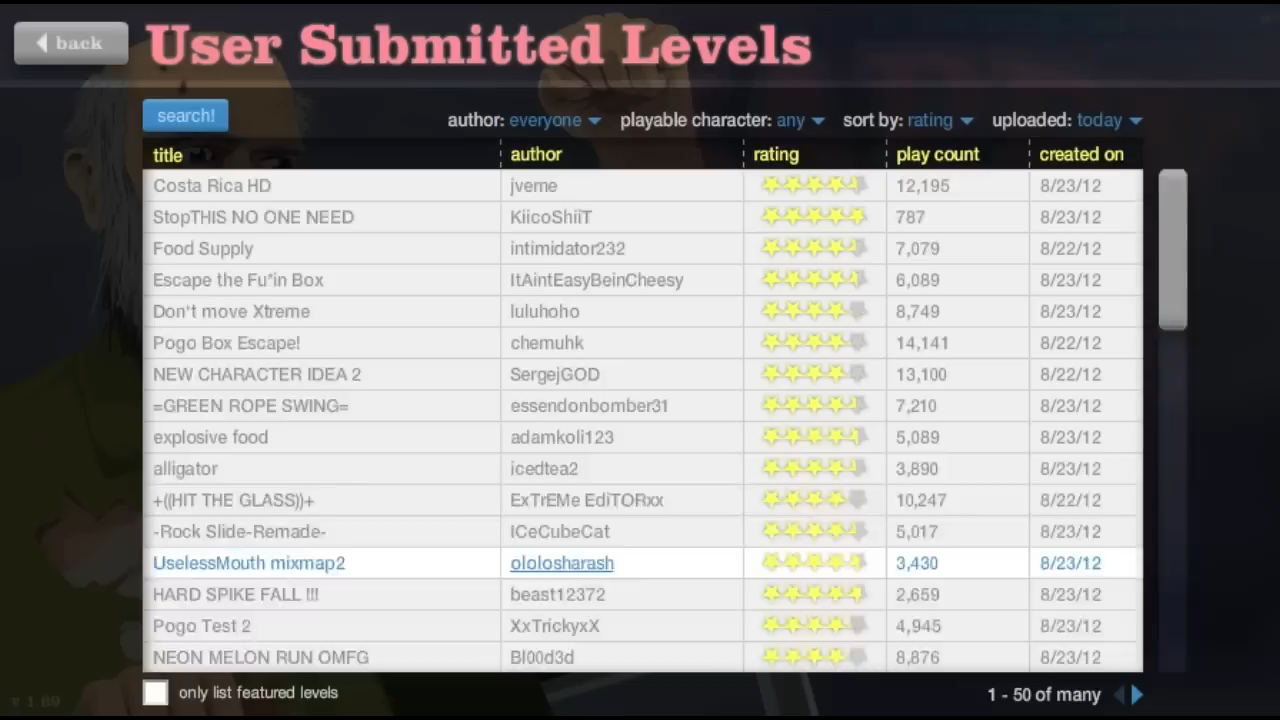 back
User Submitted Levels
search!
author: everyone playable character: any sort by: rating uploaded: today
title author rating play count created on
Costa Rica HD jverne 12,195 8/23/12
StopTHIS NO ONE NEED KiicoShiiT 787 8/23/12
Food Supply intimidator232 7,079 8/22/12
Escape the Fu*in Box ItAintEasyBeinCheesy 6,089 8/23/12
Don't move Xtreme luluhoho 8,749 8/23/12
Pogo Box Escape! chemuhk 14,141 8/22/12
NEW CHARACTER IDEA 2 SergejGOD 13,100 8/22/12
=GREEN ROPE SWING= essendonbomber31 7,210 8/23/12
explosive food adamkoli123 5,089 8/23/12
alligator icedtea2 3,890 8/23/12
+((HIT THE GLASS))+ ExTrEMe EdiTORxx 10,247 8/22/12
-Rock Slide-Remade- ICeCubeCat 5,017 8/23/12
UselessMouth mixmap2 ololosharash 3,430 8/23/12
HARD SPIKE FALL !!! beast12372 2,659 8/23/12
Pogo Test 2 XxTrickyxX 4,945 8/23/12
NEON MELON RUN OMFG Bl00d3d 8,876 8/23/12
only list featured levels 1 - 50 of many
v 1.69